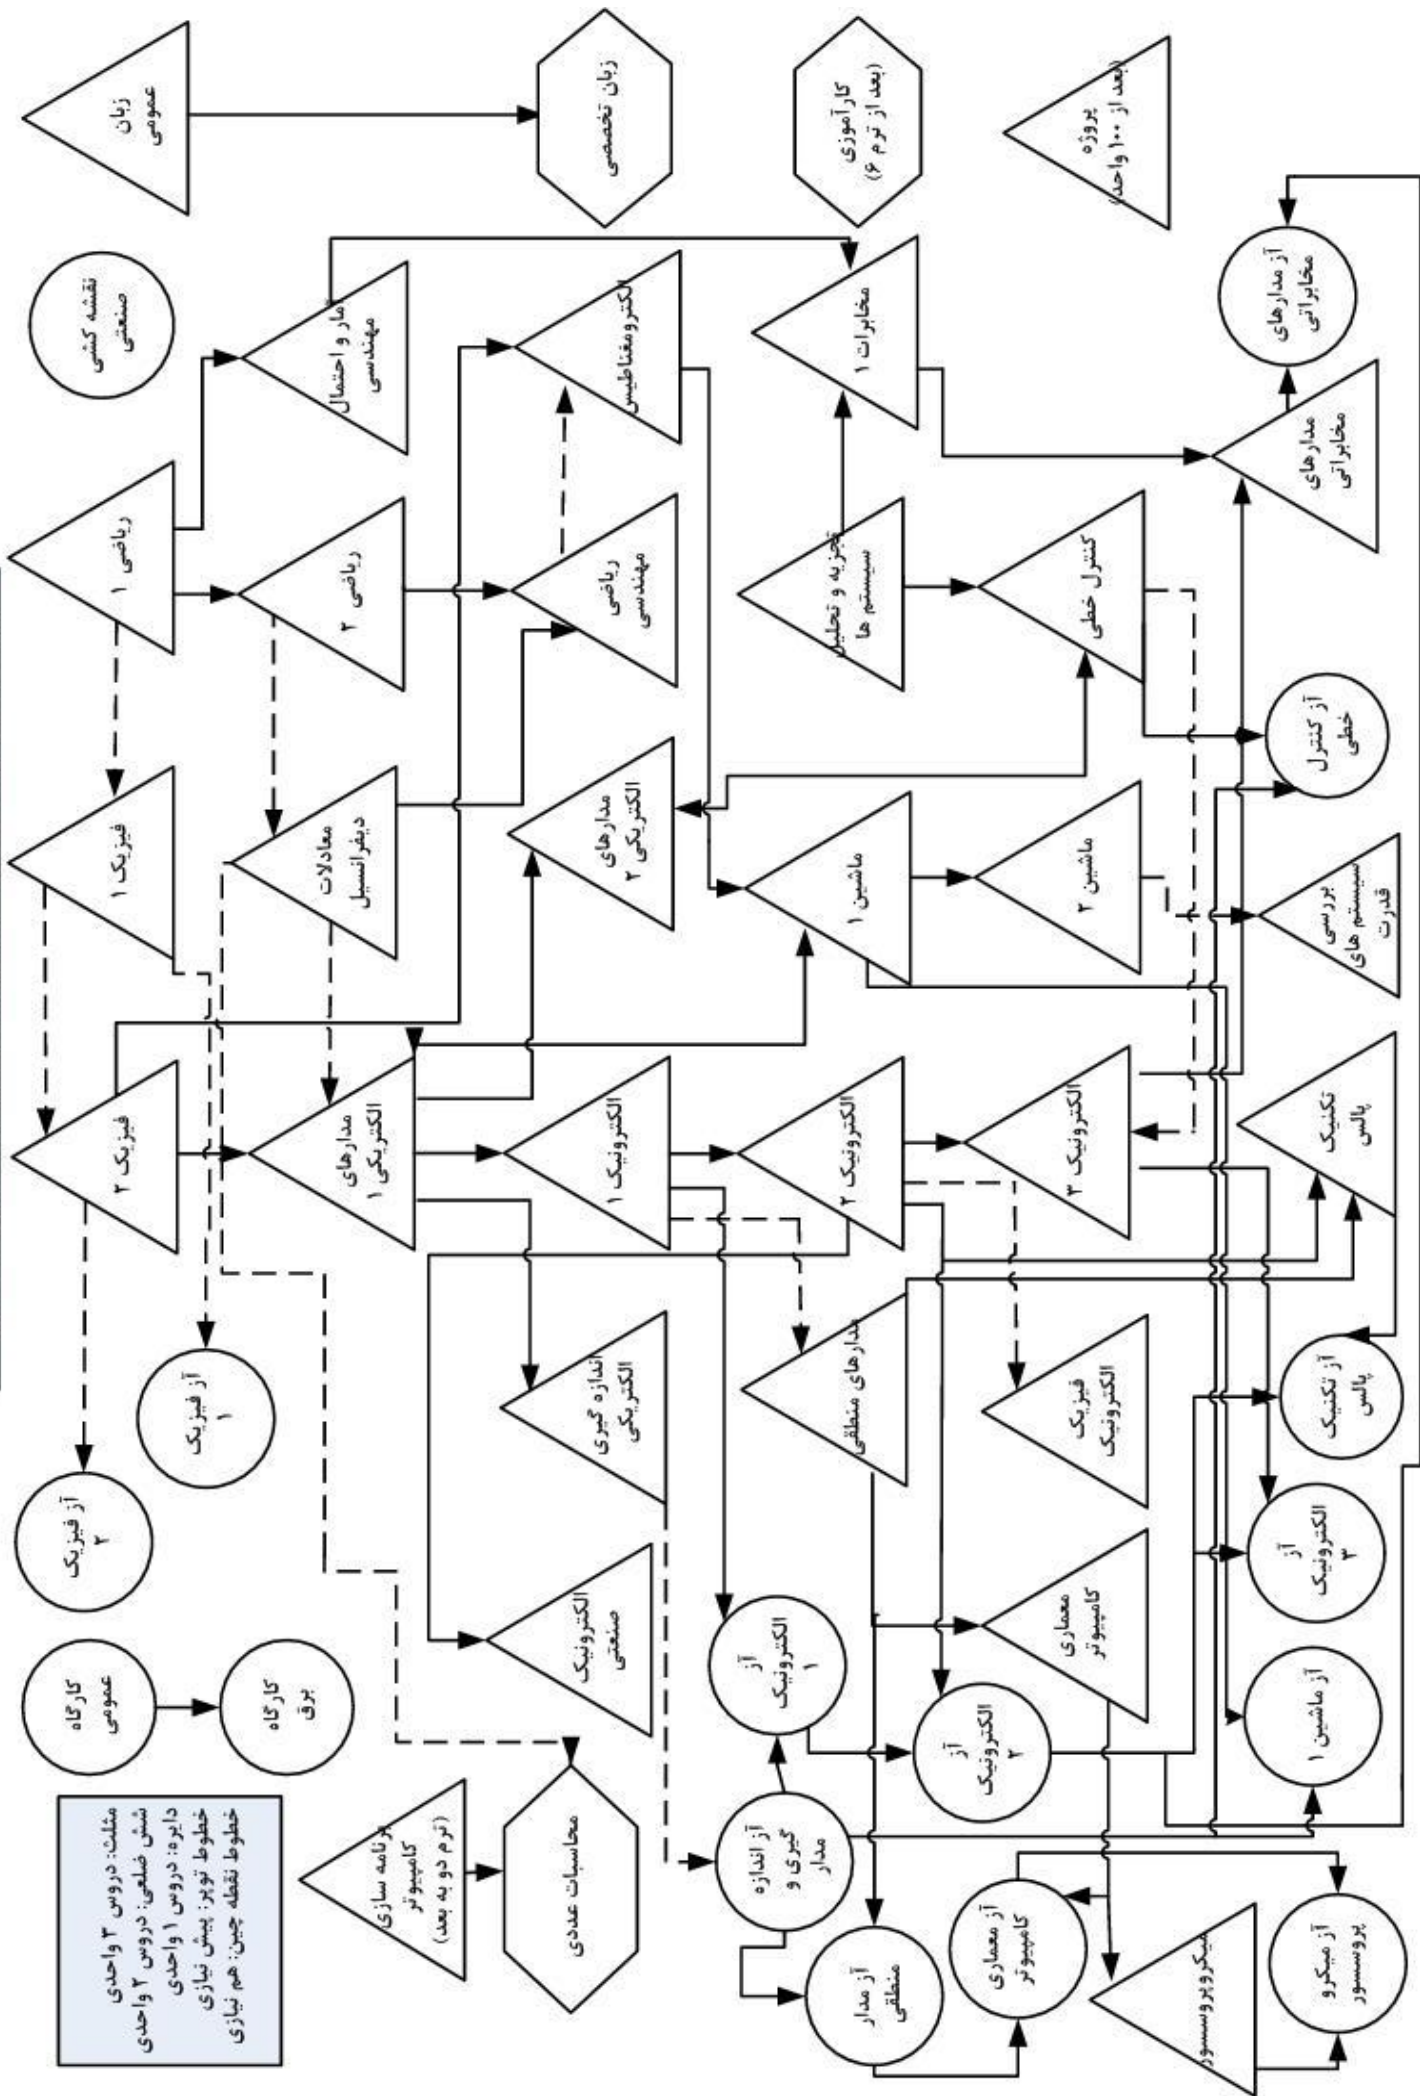 زبان
عمومی
نقشه کشی
صنعتی
ریاضی ۱
فیزیک ۱
فیزیک ۲
آز فیزیک
۲
آز فیزیک
۱
کارگاه
عمومی
کارگاه
برق
مثلث: دروس ۳ واحدی
شش ضلعی: دروس ۲ واحدی
دایره: دروس ۱ واحدی
خطوط توپر: پیش نیازی
خطوط نقطه چین: هم نیازی
آمار و احتمال
مهندسی
ریاضی ۲
معادلات
دیفرانسیل
مدارهای
الکتریکی ۱
برنامه سازی
کامپیوتر
(ترم دو به بعد)
زبان تخصصی
الکترومغناطیس
ریاضی
مهندسی
مدارهای
الکتریکی ۲
الکترونیک ۱
اندازه گیری
الکتریکی
الکترونیک
صنعتی
محاسبات عددی
کارآموزی
(بعد از ترم ۶)
مخابرات ۱
تجزیه و تحلیل
سیستم ها
ماشین ۱
الکترونیک ۲
مدارهای منطقی
آز
الکترونیک
۱
آز اندازه
گیری و
مدار
آز مدار
منطقی
پروژه
(بعد از ۱۰۰ واحد)
کنترل خطی
ماشین ۲
الکترونیک ۳
فیزیک
الکترونیک
معماری
کامپیوتر
آز
الکترونیک
۲
آز معماری
کامپیوتر
میکروپروسسور
آز مدارهای
مخابراتی
مدارهای
مخابراتی
آز کنترل
خطی
بررسی
سیستم های
قدرت
تکنیک
پالس
آز تکنیک
پالس
آز
الکترونیک
۳
آز ماشین ۱
آز میکرو
پروسسور